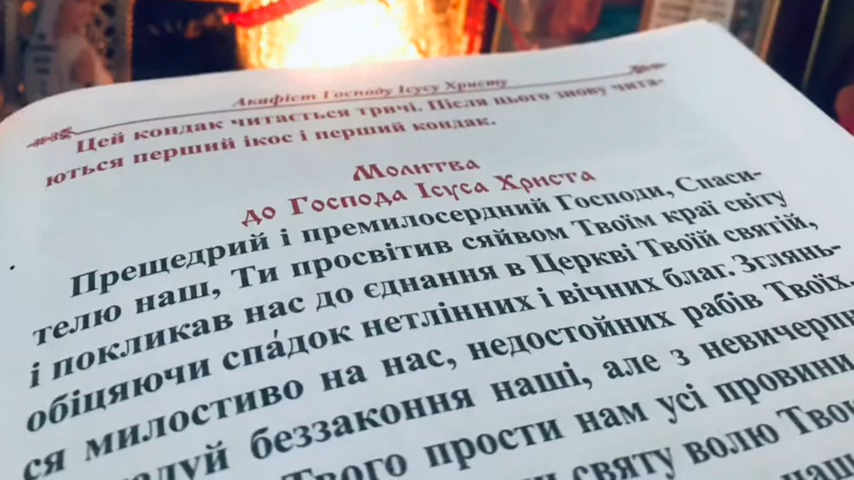 Акафіст Господу Ісусу Христу
Цей кондак читається тричі. Після цього знову чита-
ються перший ікос і перший кондак.
Молитва
до Господа Ісуса Христа
Прещедрий і премилосердний Господи, Спаси-
телю наш, Ти просвітив сяйвом Твоїм краї світу
і покликав нас до єднання в Церкві Твоїй святій,
обіцяючи спа́док нетлінних і вічних благ. Зглянь-
ся милостиво на нас, недостойних рабів Твоїх.
беззаконня наші, але з
Твого прости нам усі провини
святу волю